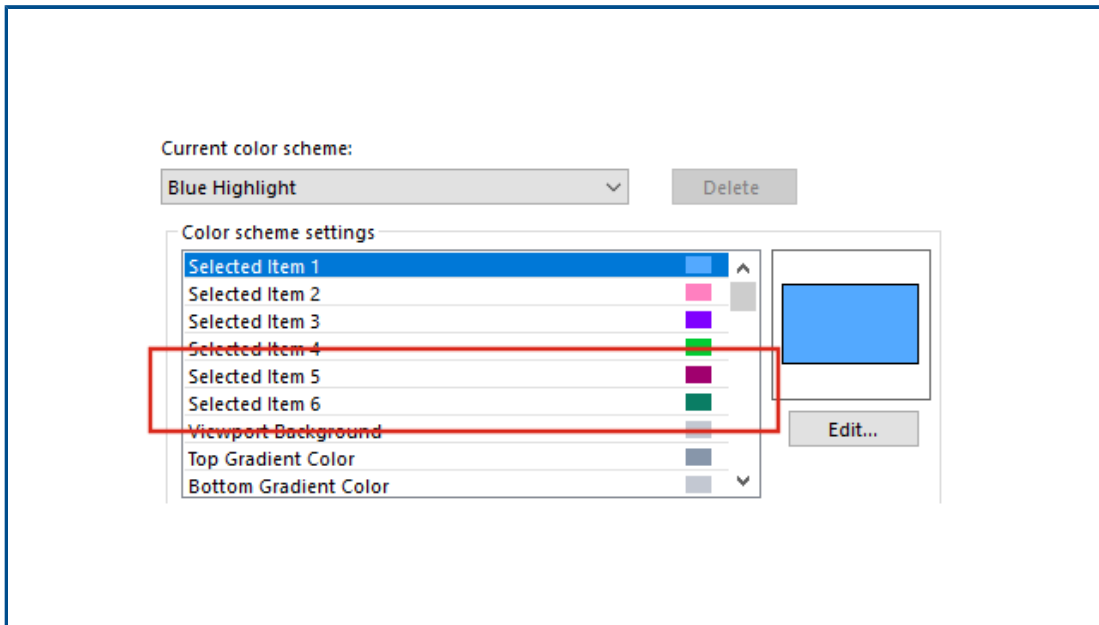 Current color scheme:
Blue Highlight
Delete
Color scheme settings
Selected Item 1
Selected Item 2
Selected Item 3
Selected Item 4
Selected Item 5
Selected Item 6
Viewport Background
Edit...
Top Gradient Color
Bottom Gradient Color